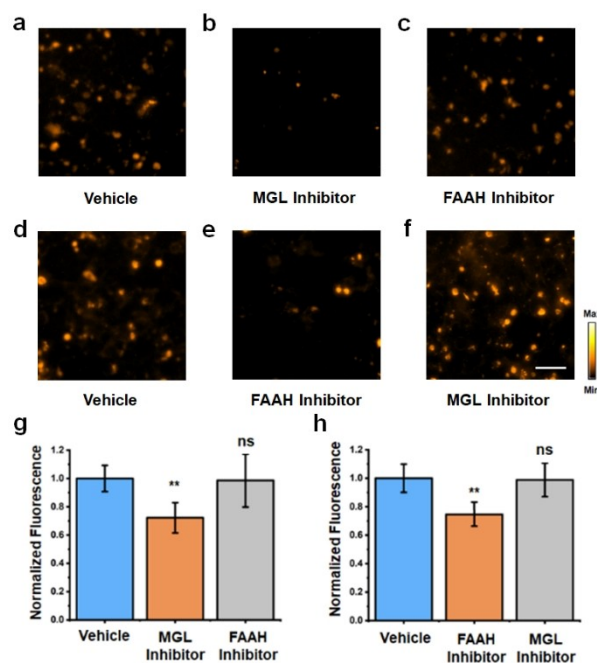 a b c
Vehicle MGL Inhibitor FAAH Inhibitor
d e f
Ma
Mir
Vehicle FAAH Inhibitor MGL Inhibitor
g h
Normalized Fluorescence
1.2
1.0
0.8
0.6
0.4
0.2
0.0
**
ns
Vehicle MGL FAAH
Inhibitor Inhibitor
Normalized Fluorescence
1.2
1.0
0.8
0.6
0.4
0.2
0.0
**
ns
Vehicle FAAH MGL
Inhibitor Inhibitor